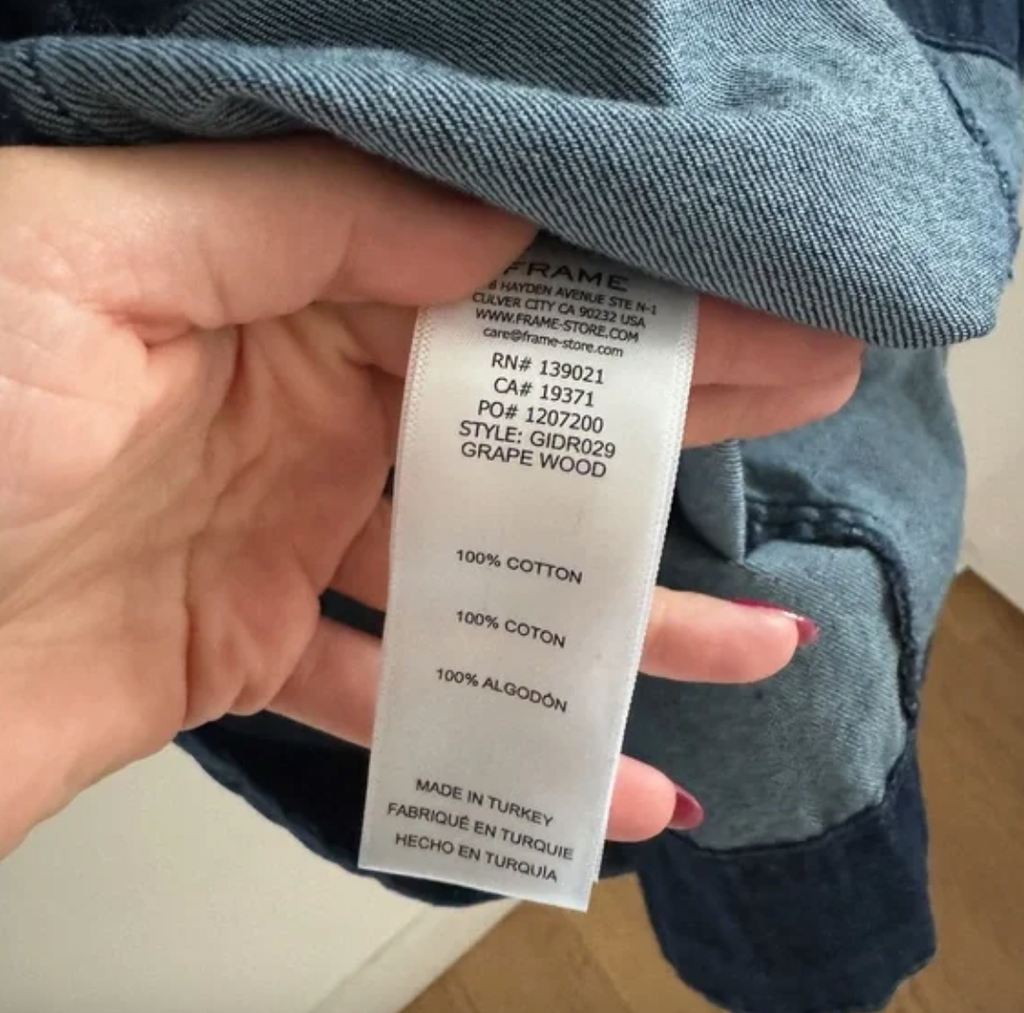 FRAME
8 HAYDEN AVENUE STE N-1
CULVER CITY CA 90232 USA
WWW.FRAME-STORE.COM
care@frame-store.com
RN# 139021
CA# 19371
PO# 1207200
STYLE: GIDR029
GRAPE WOOD
100% COTTON
100% COTON
100% ALGODÓN
MADE IN TURKEY
FABRIQUÉ EN TURQUIE
HECHO EN TURQUÍA